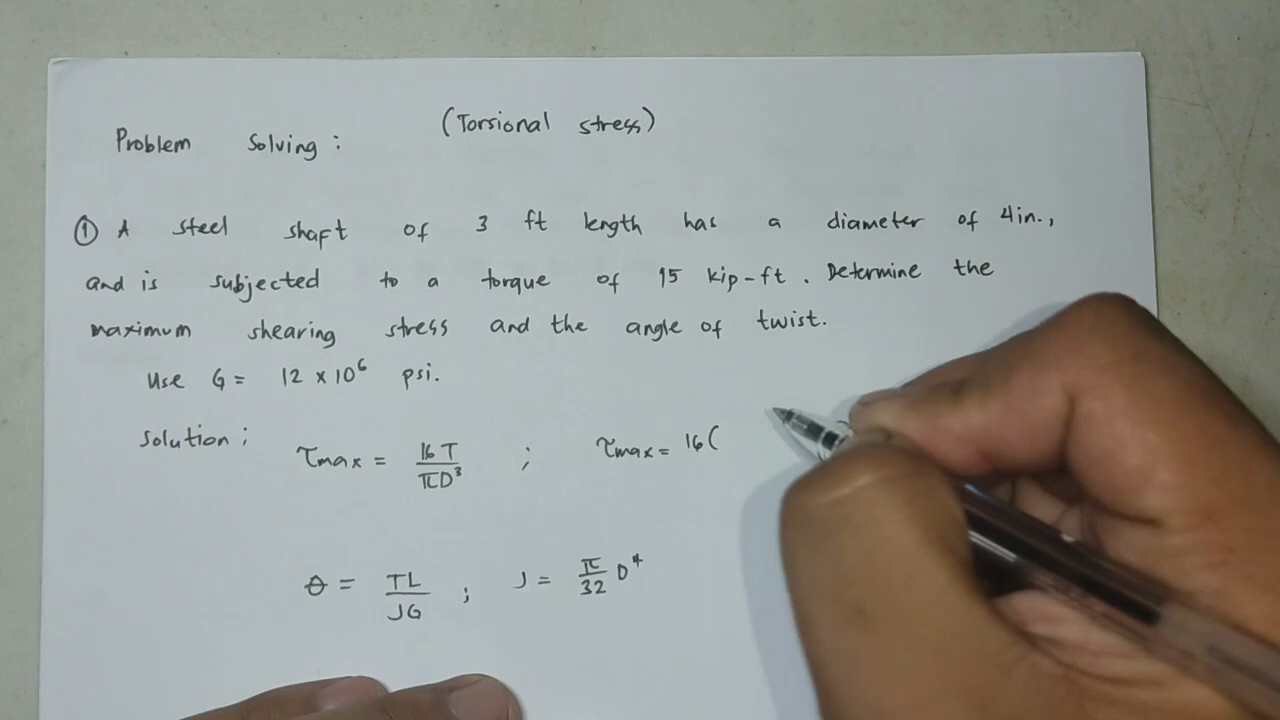 (Torsional stress)
Problem Solving:
① A steel shaft of 3 ft length has a diameter of 4in.,
and is subjected to a torque of 15 kip-ft. Determine the
maximum shearing stress and the angle of twist.
Use G = 12 × 10⁶ psi.
Solution; τmax = 16T / πD³ ; τmax = 16(
θ = TL / JG ; J = π/32 D⁴